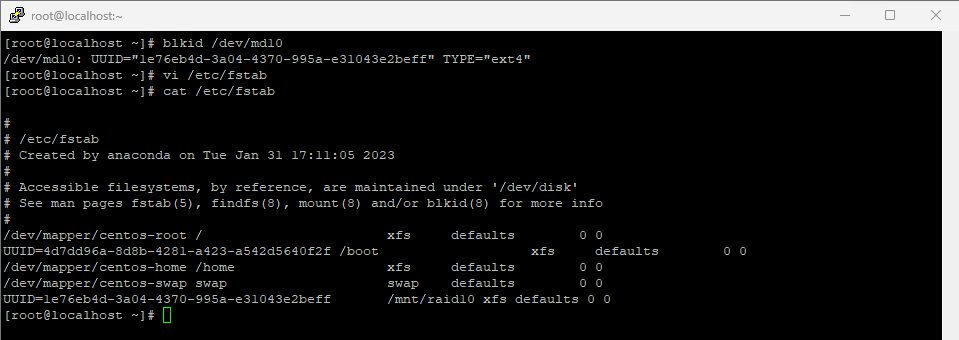 root@localhost:~
[root@localhost ~]# blkid /dev/md10
/dev/md10: UUID="1e76eb4d-3a04-4370-995a-e31043e2beff" TYPE="ext4"
[root@localhost ~]# vi /etc/fstab
[root@localhost ~]# cat /etc/fstab
#
# /etc/fstab
# Created by anaconda on Tue Jan 31 17:11:05 2023
#
# Accessible filesystems, by reference, are maintained under '/dev/disk'
# See man pages fstab(5), findfs(8), mount(8) and/or blkid(8) for more info
#
/dev/mapper/centos-root /                       xfs     defaults        0 0
UUID=4d7dd96a-8d8b-4281-a423-a542d5640f2f /boot                   xfs     defaults        0 0
/dev/mapper/centos-home /home                   xfs     defaults        0 0
/dev/mapper/centos-swap swap                    swap    defaults        0 0
UUID=1e76eb4d-3a04-4370-995a-e31043e2beff       /mnt/raid10 xfs defaults 0 0
[root@localhost ~]#